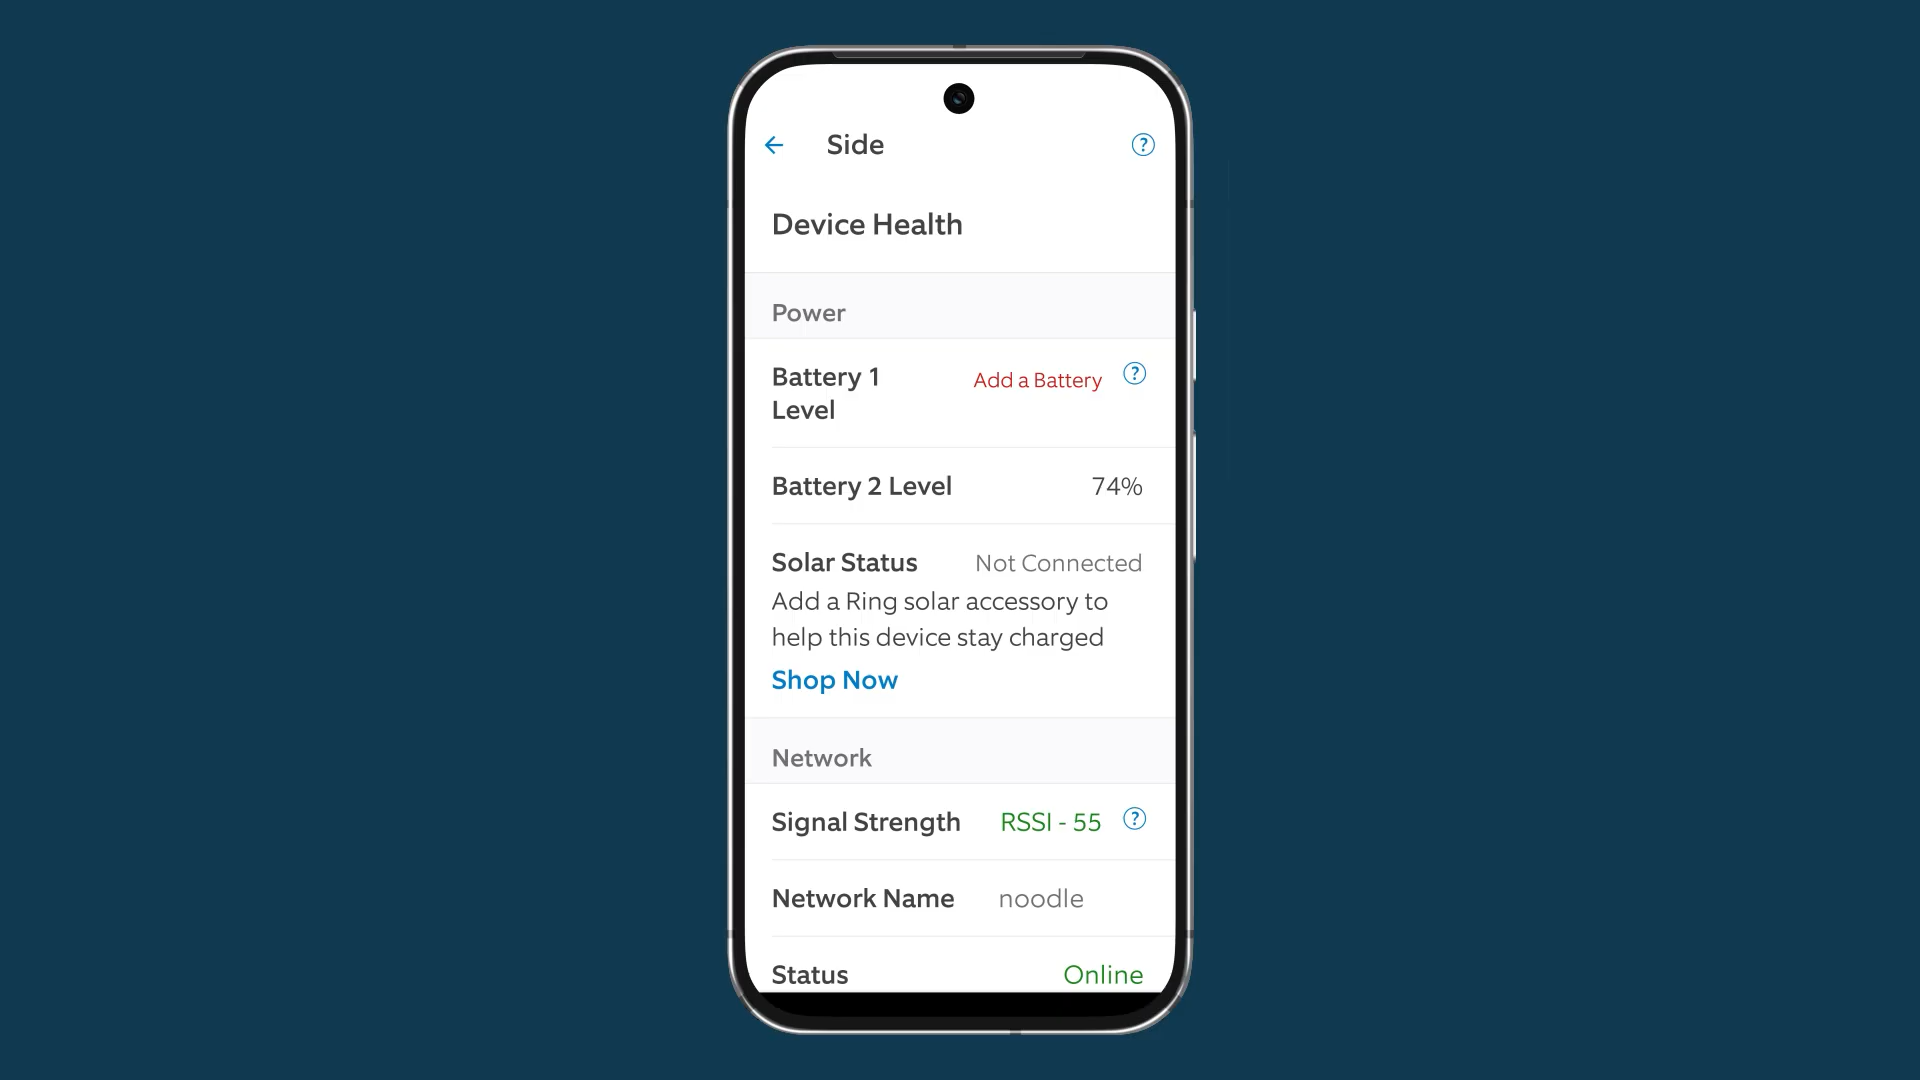 Side
?
Device Health
Power
Battery 1
Level
Add a Battery
?
Battery 2 Level
74%
Solar Status
Not Connected
Add a Ring solar accessory to
help this device stay charged
Shop Now
Network
Signal Strength
RSSI - 55
?
Network Name
noodle
Status
Online